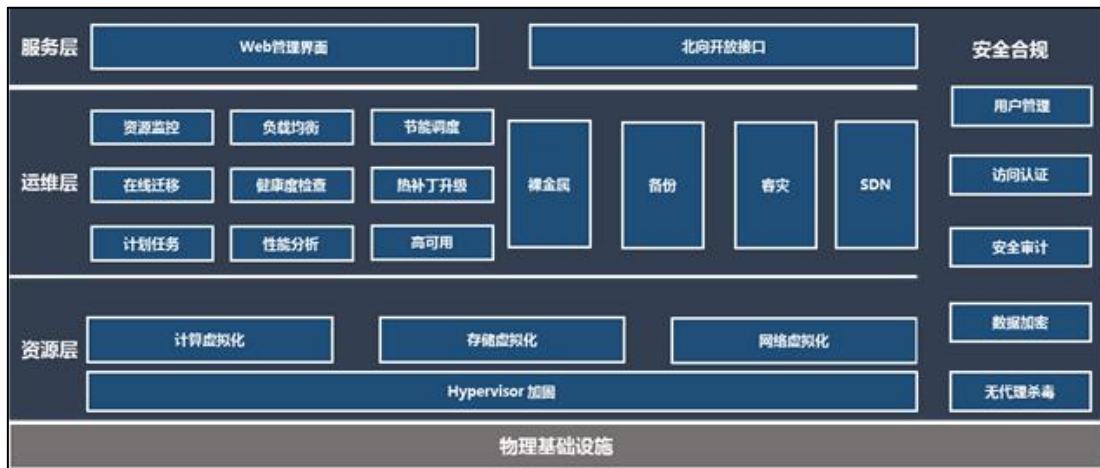 服务层
Web管理界面
北向开放接口
安全合规
用户管理
运维层
资源监控
负载均衡
节能调度
在线迁移
健康度检查
热补丁升级
计划任务
性能分析
高可用
裸金属
备份
容灾
SDN
访问认证
安全审计
资源层
计算虚拟化
存储虚拟化
网络虚拟化
Hypervisor 加固
数据加密
无代理杀毒
物理基础设施